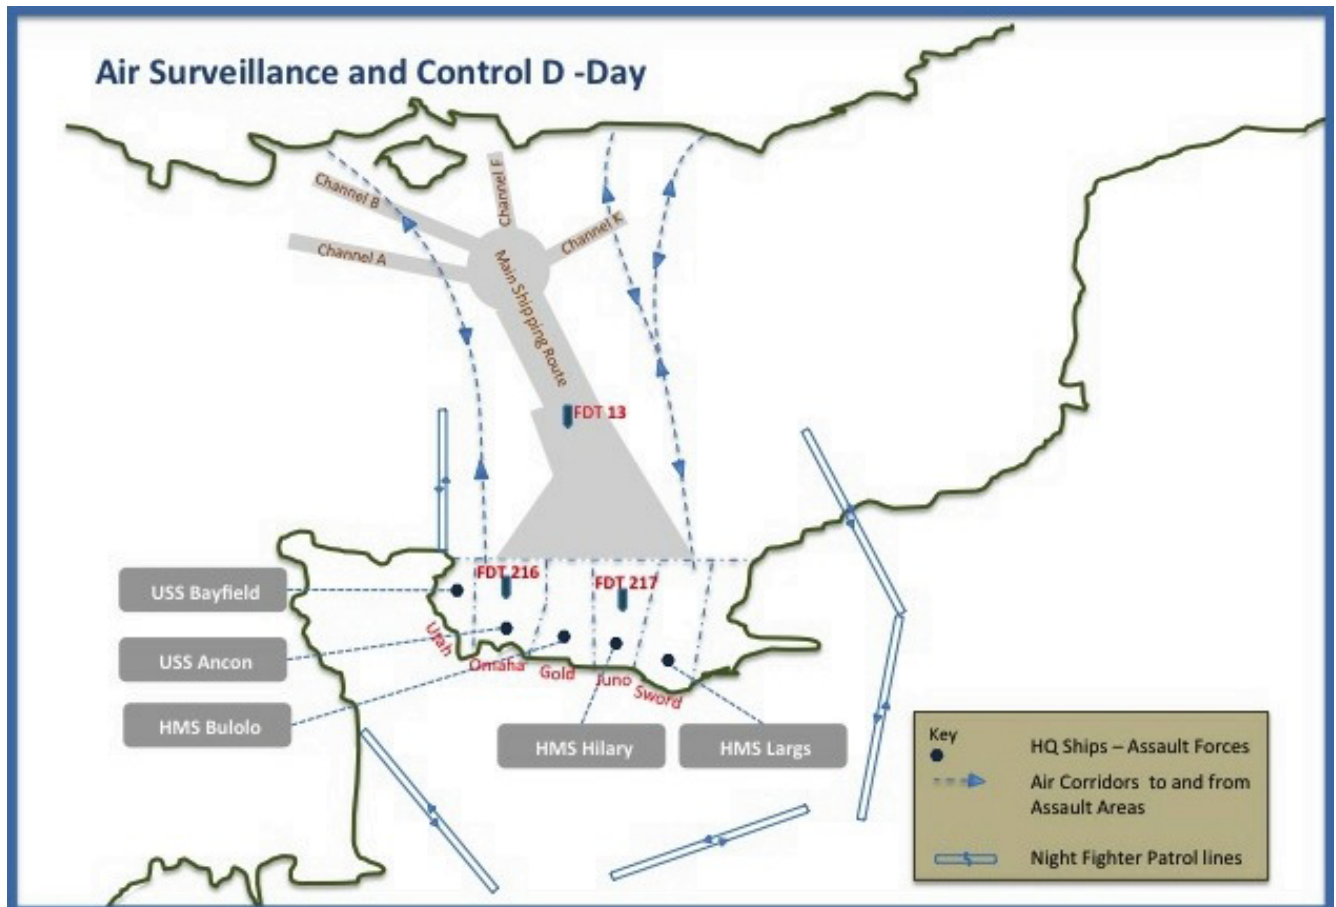 Air Surveillance and Control D -Day
Channel B
Channel F
Channel K
Channel A
Main Shipping Route
FDT 13
FDT 216
FDT 217
USS Bayfield
USS Ancon
HMS Bulolo
Utah
Omaha
Gold
Juno
Sword
HMS Hilary
HMS Largs
Key
HQ Ships – Assault Forces
Air Corridors to and from
Assault Areas
Night Fighter Patrol lines